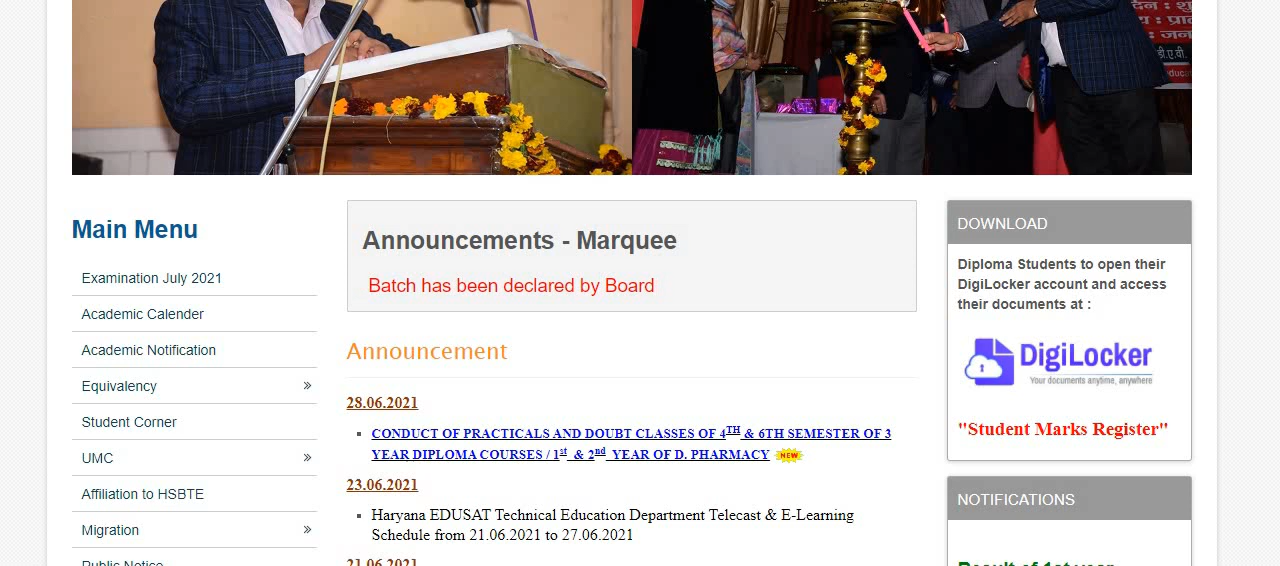 देन : शु
य : प्रा
: जन
डी.ए.वी.
educa
Main Menu
Examination July 2021
Academic Calender
Academic Notification
Equivalency »
Student Corner
UMC »
Affiliation to HSBTE
Migration »
Public Notice
Announcements - Marquee
Batch has been declared by Board
Announcement
28.06.2021
CONDUCT OF PRACTICALS AND DOUBT CLASSES OF 4TH & 6TH SEMESTER OF 3
YEAR DIPLOMA COURSES / 1st & 2nd YEAR OF D. PHARMACY NEW
23.06.2021
Haryana EDUSAT Technical Education Department Telecast & E-Learning
Schedule from 21.06.2021 to 27.06.2021
21.06.2021
DOWNLOAD
Diploma Students to open their
DigiLocker account and access
their documents at :
DigiLocker
Your documents anytime, anywhere
"Student Marks Register"
NOTIFICATIONS
Result of 1st year